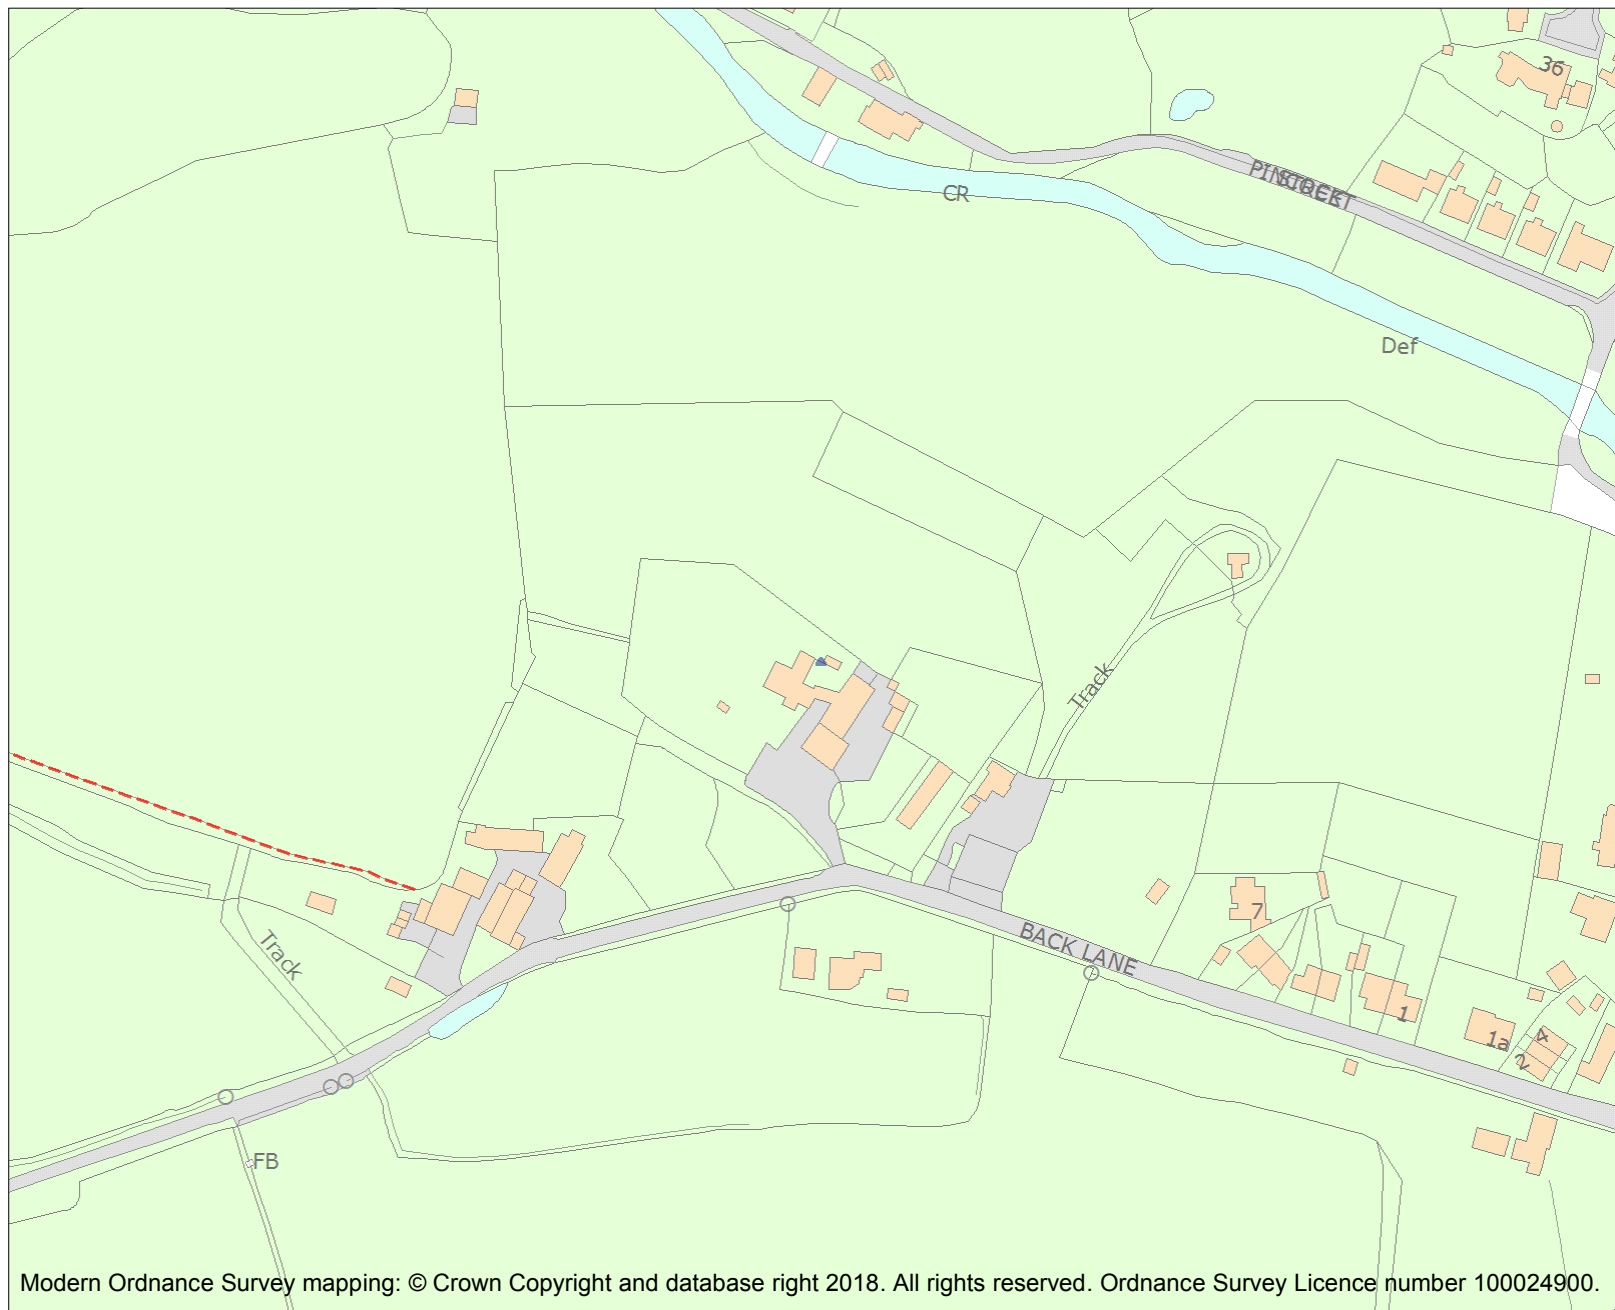 36
CR
STREET
Def
Track
7
BACK LANE
Track
1
1a
4
2
FB
Modern Ordnance Survey mapping: © Crown Copyright and database right 2018. All rights reserved. Ordnance Survey Licence number 100024900.